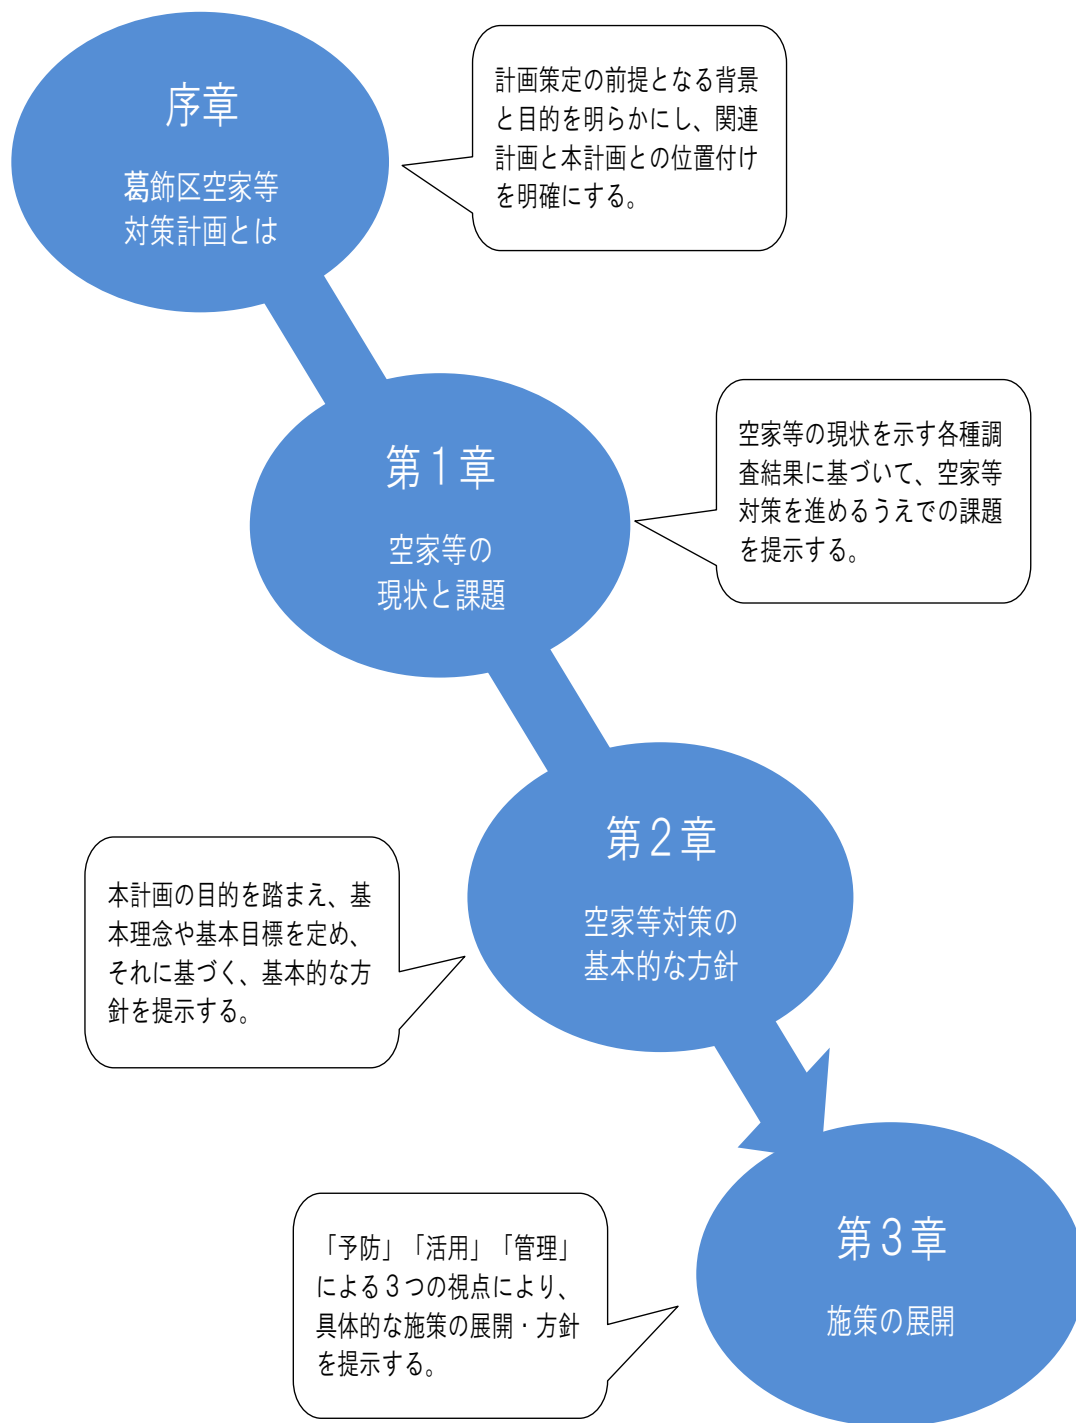 序章
葛飾区空家等
対策計画とは
計画策定の前提となる背景
と目的を明らかにし、関連
計画と本計画との位置付け
を明確にする。
第１章
空家等の
現状と課題
空家等の現状を示す各種調
査結果に基づいて、空家等
対策を進めるうえでの課題
を提示する。
第２章
空家等対策の
基本的な方針
本計画の目的を踏まえ、基
本理念や基本目標を定め、
それに基づく、基本的な方
針を提示する。
第３章
施策の展開
「予防」「活用」「管理」
による３つの視点により、
具体的な施策の展開・方針
を提示する。